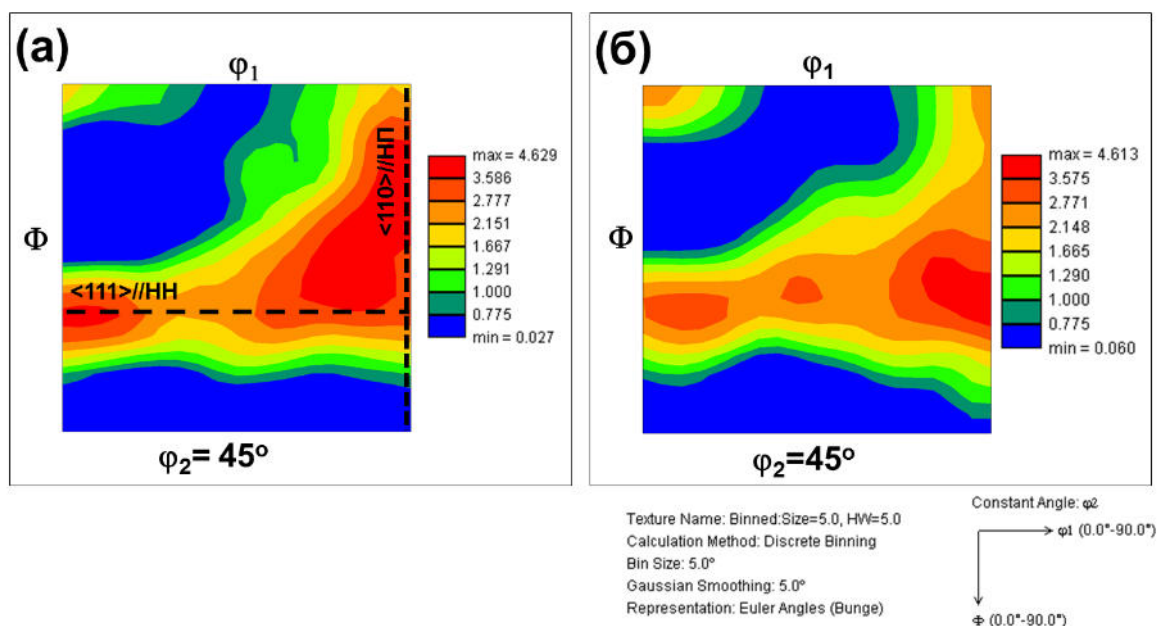 (а)
φ1
Φ
<111>//НН
<110>//НП
max = 4.629
3.586
2.777
2.151
1.667
1.291
1.000
0.775
min = 0.027
φ2= 45º
(б)
φ1
Φ
max = 4.613
3.575
2.771
2.148
1.665
1.290
1.000
0.775
min = 0.060
φ2=45º
Texture Name: Binned:Size=5.0, HW=5.0
Calculation Method: Discrete Binning
Bin Size: 5.0º
Gaussian Smoothing: 5.0º
Representation: Euler Angles (Bunge)
Constant Angle: φ2
φ1 (0.0°-90.0°)
Φ (0.0°-90.0°)